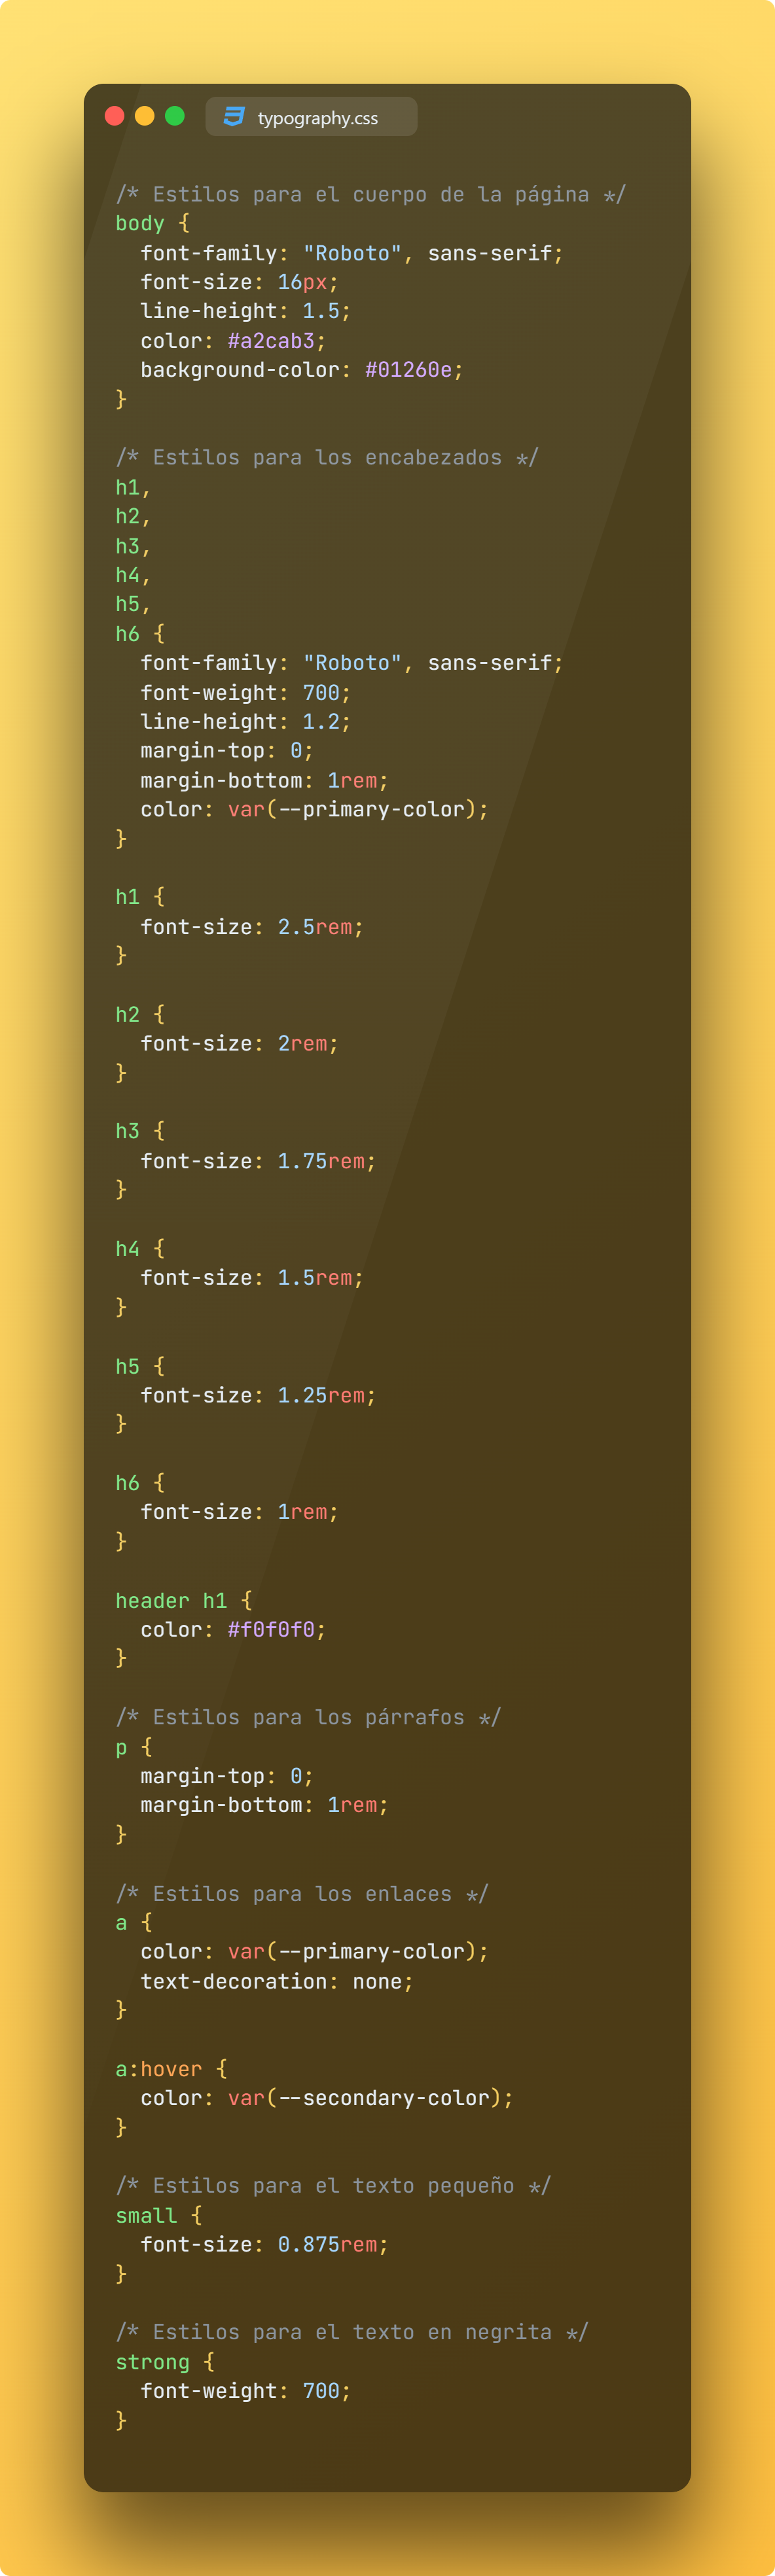 typography.css
/* Estilos para el cuerpo de la página */
body {
  font-family: "Roboto", sans-serif;
  font-size: 16px;
  line-height: 1.5;
  color: #a2cab3;
  background-color: #01260e;
}

/* Estilos para los encabezados */
h1,
h2,
h3,
h4,
h5,
h6 {
  font-family: "Roboto", sans-serif;
  font-weight: 700;
  line-height: 1.2;
  margin-top: 0;
  margin-bottom: 1rem;
  color: var(--primary-color);
}

h1 {
  font-size: 2.5rem;
}

h2 {
  font-size: 2rem;
}

h3 {
  font-size: 1.75rem;
}

h4 {
  font-size: 1.5rem;
}

h5 {
  font-size: 1.25rem;
}

h6 {
  font-size: 1rem;
}

header h1 {
  color: #f0f0f0;
}

/* Estilos para los párrafos */
p {
  margin-top: 0;
  margin-bottom: 1rem;
}

/* Estilos para los enlaces */
a {
  color: var(--primary-color);
  text-decoration: none;
}

a:hover {
  color: var(--secondary-color);
}

/* Estilos para el texto pequeño */
small {
  font-size: 0.875rem;
}

/* Estilos para el texto en negrita */
strong {
  font-weight: 700;
}